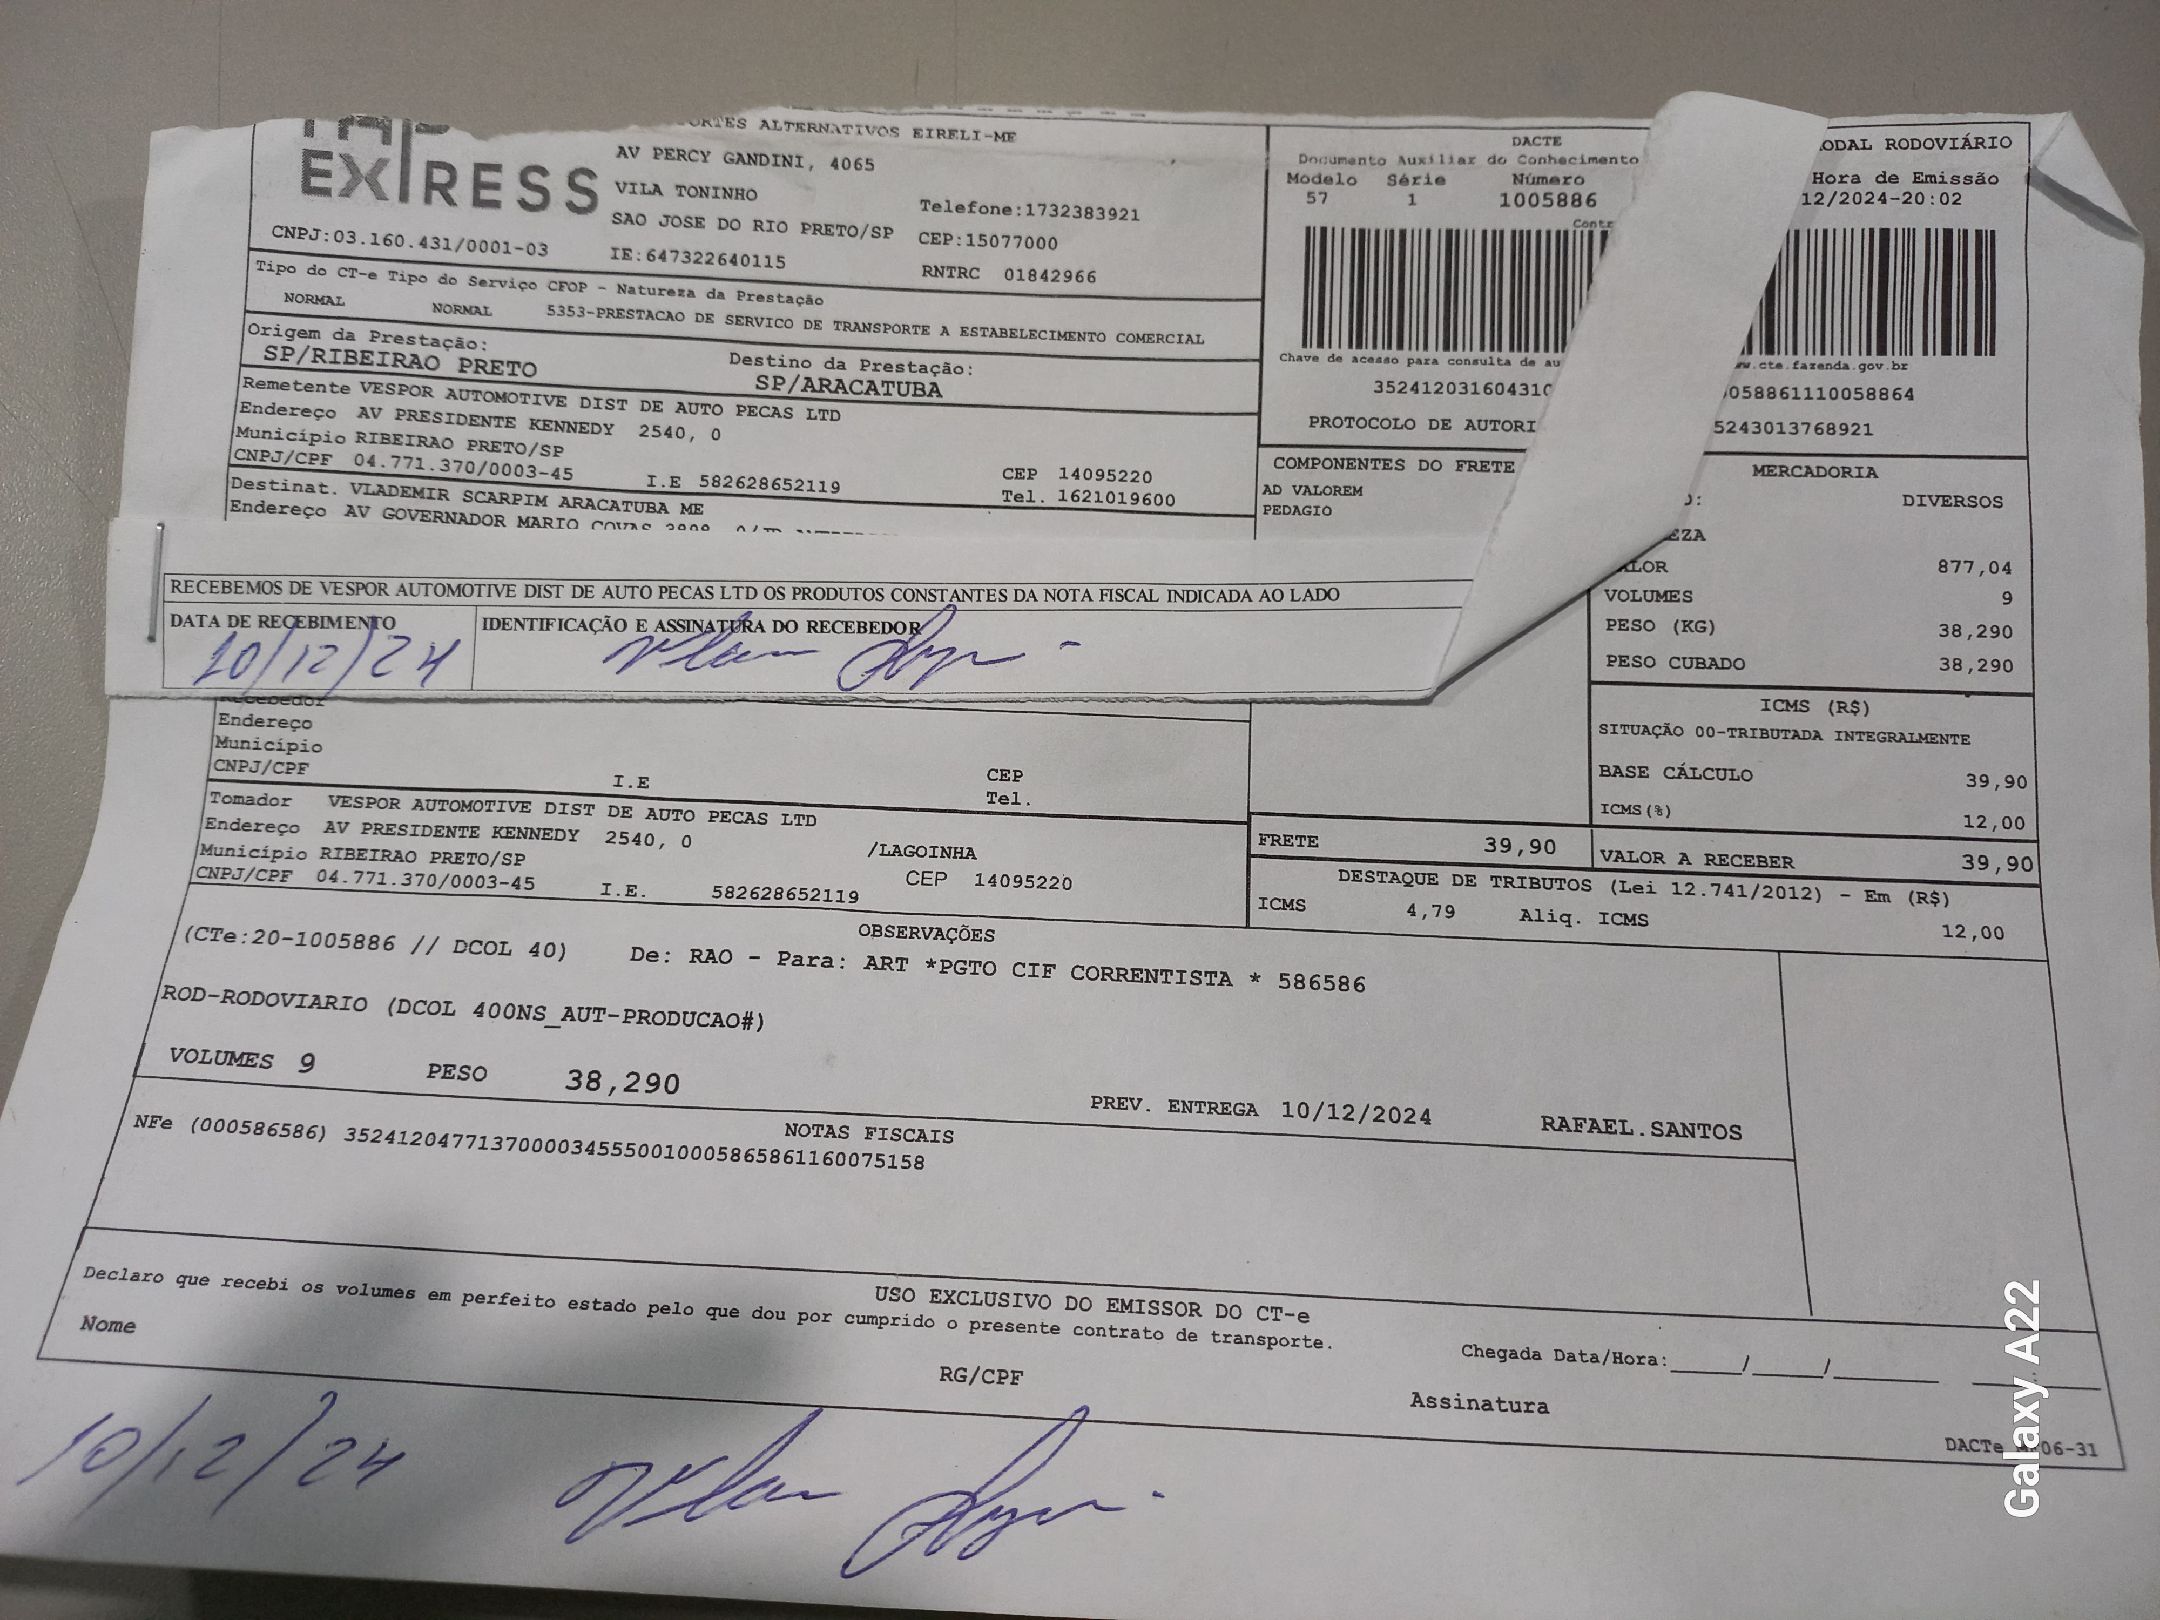 EXPRESS
ORTES ALTERNATIVOS EIRELI-ME
AV PERCY GANDINI, 4065
VILA TONINHO
SAO JOSE DO RIO PRETO/SP
Telefone:1732383921
CEP:15077000
CNPJ:03.160.431/0001-03
IE:647322640115
RNTRC 01842966
DACTE
Documento Auxiliar do Conhecimento
Modelo Série Número
57 1 1005886
Contr
ODAL RODOVIÁRIO
Hora de Emissão
12/2024-20:02
Chave de acesso para consulta de au
ww.cte.fazenda.gov.br
352412031604310
0058861110058864
PROTOCOLO DE AUTORI
5243013768921
Tipo do CT-e Tipo do Serviço CFOP - Natureza da Prestação
NORMAL NORMAL 5353-PRESTACAO DE SERVICO DE TRANSPORTE A ESTABELECIMENTO COMERCIAL
Origem da Prestação:
SP/RIBEIRAO PRETO
Destino da Prestação:
SP/ARACATUBA
Remetente VESPOR AUTOMOTIVE DIST DE AUTO PECAS LTD
Endereço AV PRESIDENTE KENNEDY 2540, 0
Município RIBEIRAO PRETO/SP
CEP 14095220
CNPJ/CPF 04.771.370/0003-45 I.E 582628652119 Tel. 1621019600
Destinat. VLADEMIR SCARPIM ARACATUBA ME
Endereço AV GOVERNADOR MARIO COVAS
COMPONENTES DO FRETE
AD VALOREM
PEDAGIO
MERCADORIA
O: DIVERSOS
EZA
ALOR 877,04
VOLUMES 9
PESO (KG) 38,290
PESO CUBADO 38,290
RECEBEMOS DE VESPOR AUTOMOTIVE DIST DE AUTO PECAS LTD OS PRODUTOS CONSTANTES DA NOTA FISCAL INDICADA AO LADO
DATA DE RECEBIMENTO IDENTIFICAÇÃO E ASSINATURA DO RECEBEDOR
10/12/24
Recebedor
Endereço
Município
CNPJ/CPF I.E
CEP
Tel.
ICMS (R$)
SITUAÇÃO 00-TRIBUTADA INTEGRALMENTE
BASE CÁLCULO 39,90
ICMS(%) 12,00
Tomador VESPOR AUTOMOTIVE DIST DE AUTO PECAS LTD
Endereço AV PRESIDENTE KENNEDY 2540, 0 /LAGOINHA
Município RIBEIRAO PRETO/SP CEP 14095220
CNPJ/CPF 04.771.370/0003-45 I.E. 582628652119
FRETE 39,90 VALOR A RECEBER 39,90
DESTAQUE DE TRIBUTOS (Lei 12.741/2012) - Em (R$)
ICMS 4,79 Aliq. ICMS 12,00
OBSERVAÇÕES
(CTe:20-1005886 // DCOL 40) De: RAO - Para: ART *PGTO CIF CORRENTISTA * 586586
ROD-RODOVIARIO (DCOL 400NS_AUT-PRODUCAO#)
VOLUMES 9 PESO 38,290
PREV. ENTREGA 10/12/2024 RAFAEL.SANTOS
NOTAS FISCAIS
NFe (000586586) 35241204771370000345550010005865861160075158
USO EXCLUSIVO DO EMISSOR DO CT-e
Declaro que recebi os volumes em perfeito estado pelo que dou por cumprido o presente contrato de transporte.
Nome
RG/CPF
Chegada Data/Hora:____/____/____
Assinatura
DACTe 06-31
10/12/24
Galaxy A22